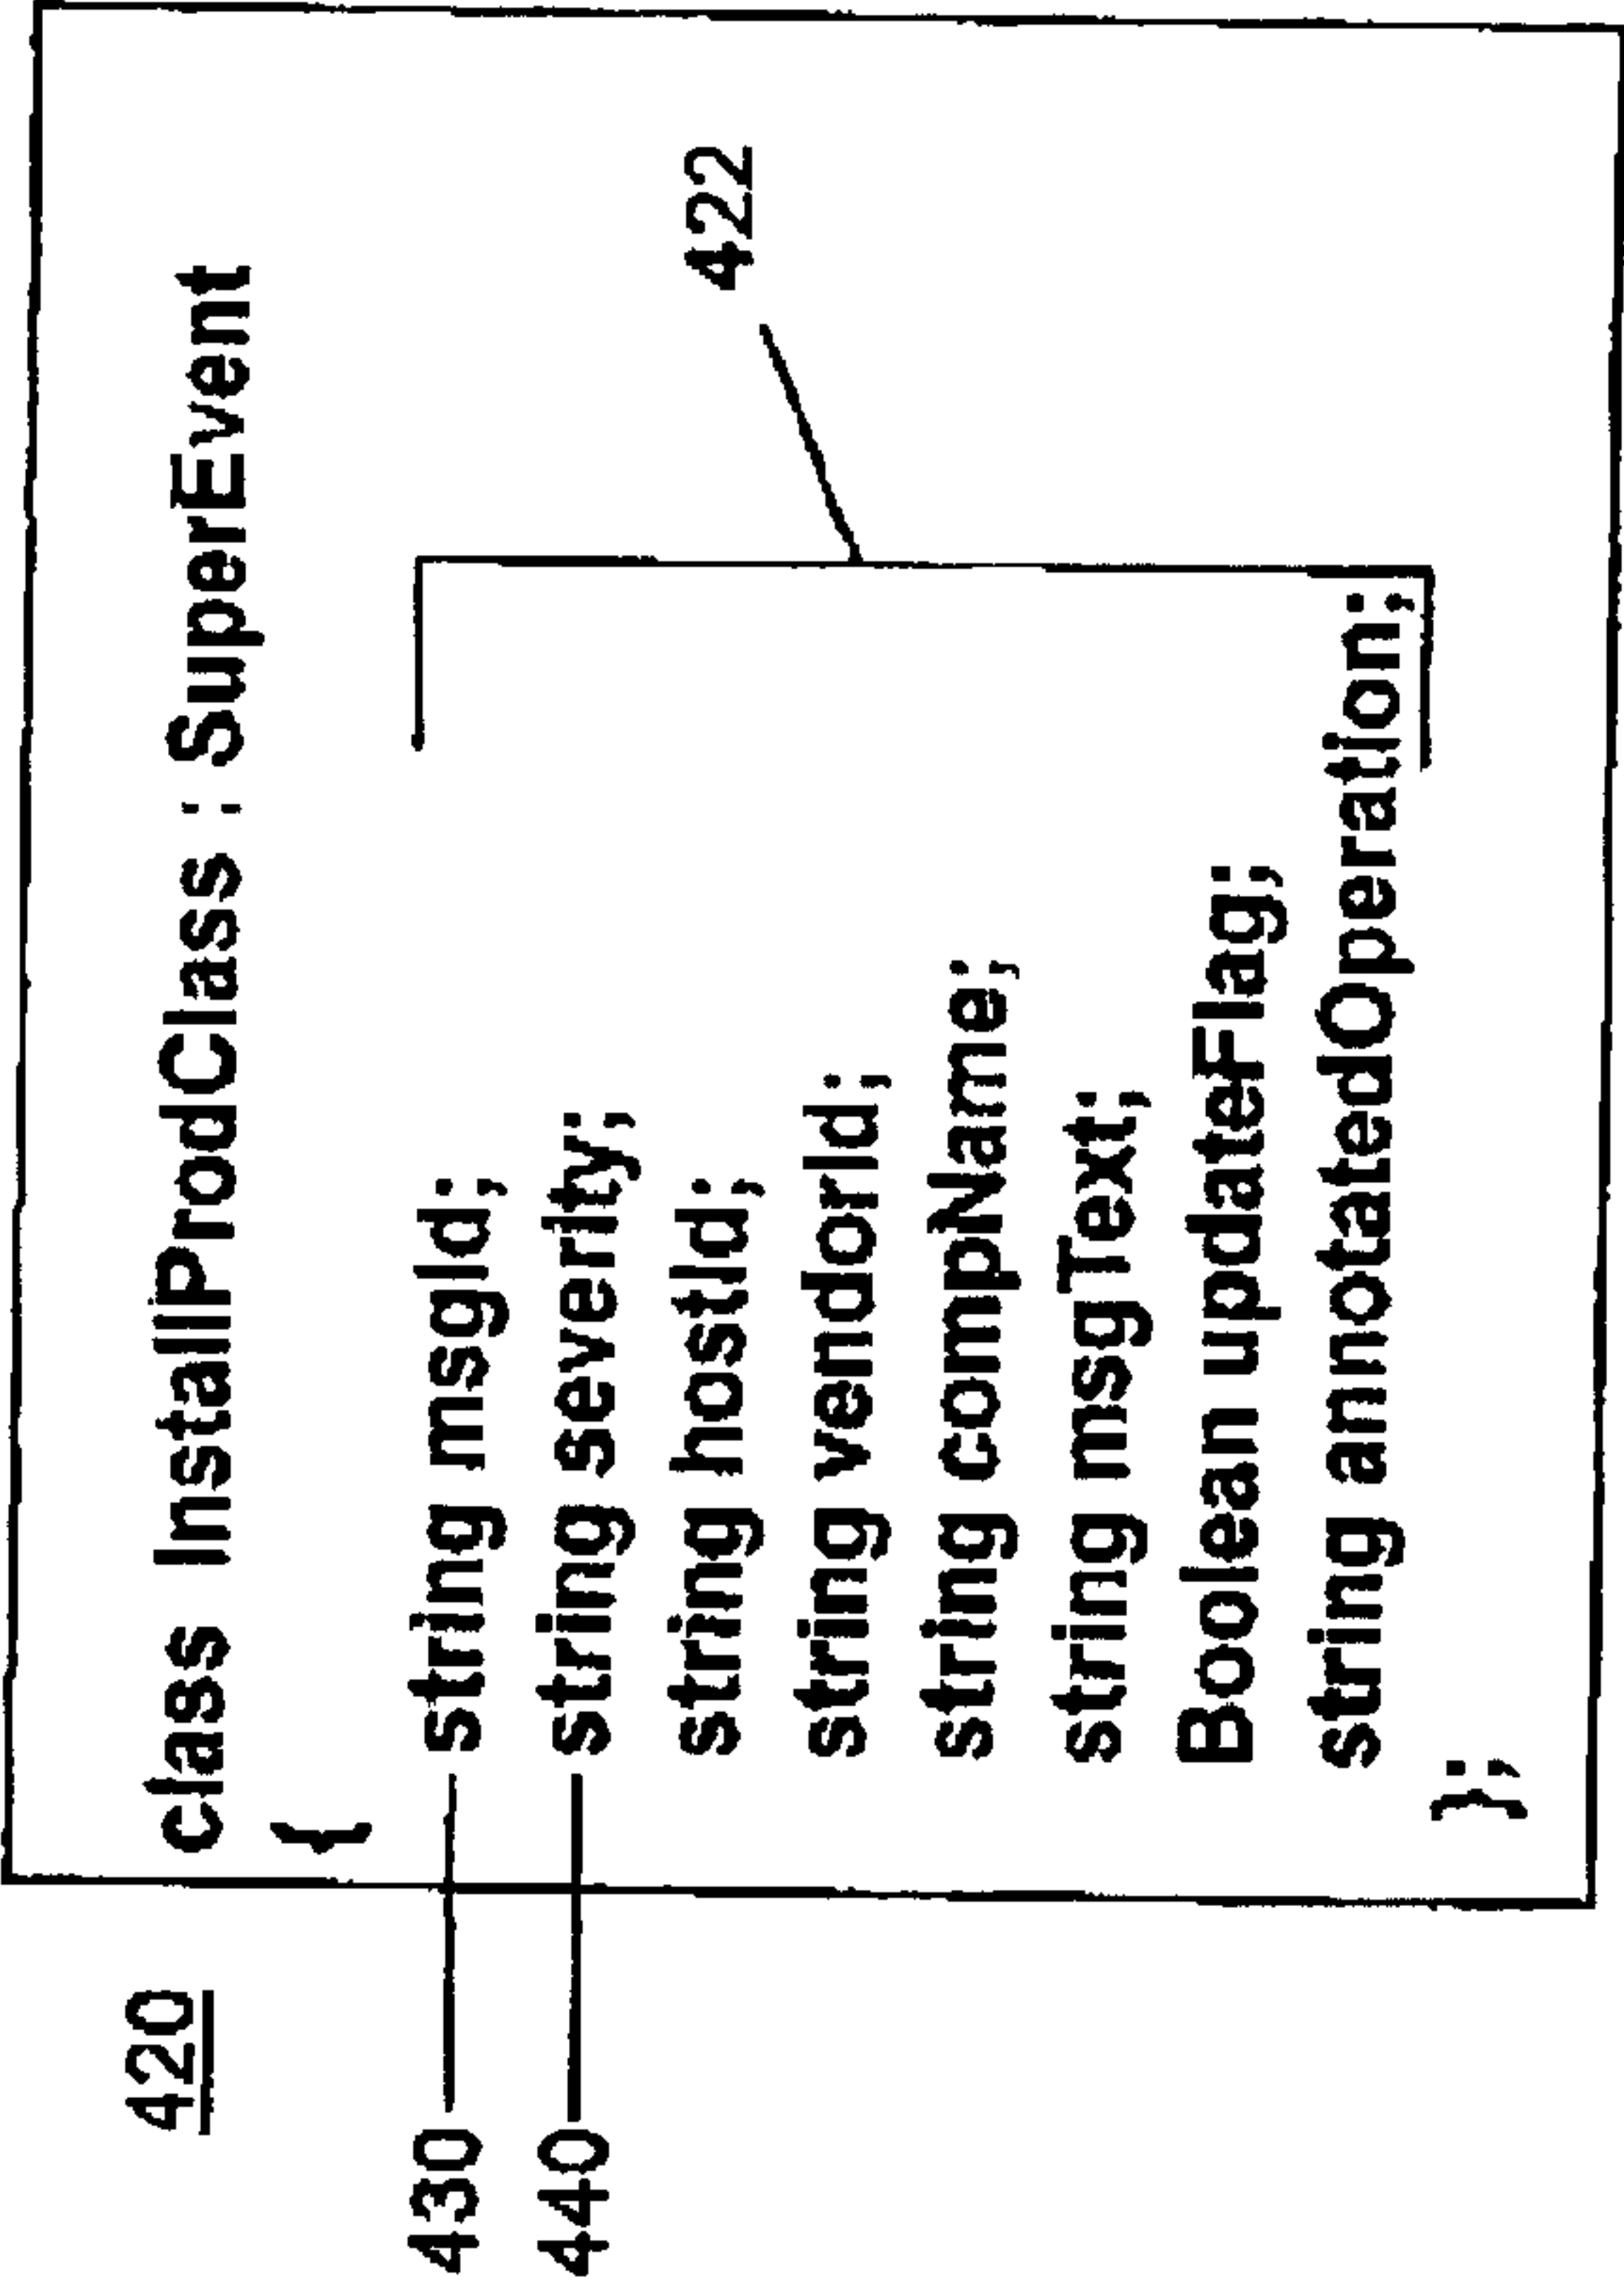 420
class InstallProdClass : SuperEvent
{
430 string msgId;
440 string severity;
string hostId;
string vendorId;
string compName;
string msgText;
Boolean updateFlag;
string annotatedOperation;
};
422